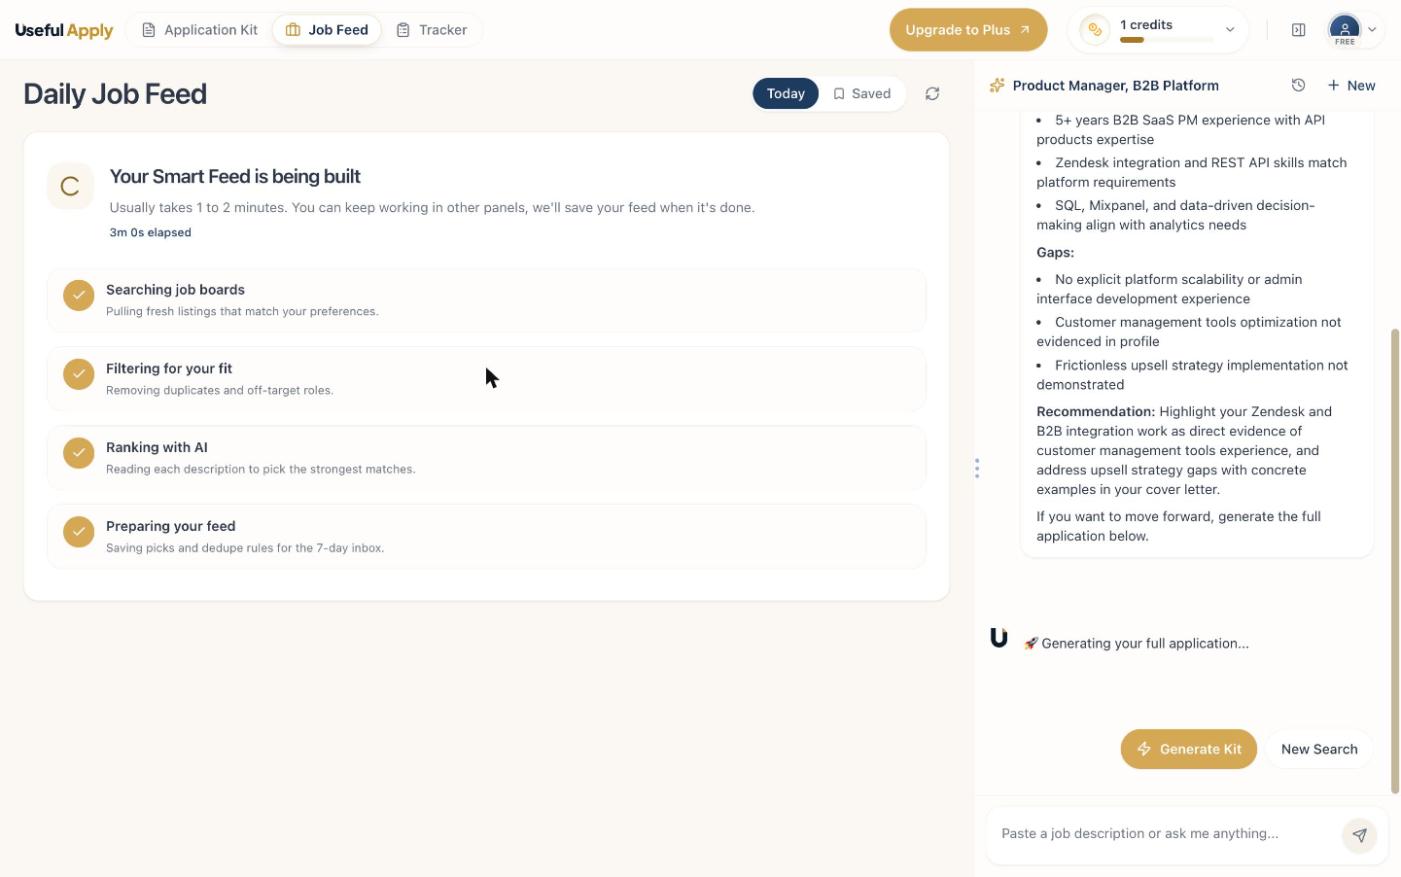 Useful Apply
Application Kit
Job Feed
Tracker
Upgrade to Plus
1 credits
FREE
Daily Job Feed
Today
Saved
Your Smart Feed is being built
Usually takes 1 to 2 minutes. You can keep working in other panels, we'll save your feed when it's done.
3m 0s elapsed
Searching job boards
Pulling fresh listings that match your preferences.
Filtering for your fit
Removing duplicates and off-target roles.
Ranking with AI
Reading each description to pick the strongest matches.
Preparing your feed
Saving picks and dedupe rules for the 7-day inbox.
Product Manager, B2B Platform
New
• 5+ years B2B SaaS PM experience with API
products expertise
• Zendesk integration and REST API skills match
platform requirements
• SQL, Mixpanel, and data-driven decision-
making align with analytics needs
Gaps:
• No explicit platform scalability or admin
interface development experience
• Customer management tools optimization not
evidenced in profile
• Frictionless upsell strategy implementation not
demonstrated
Recommendation: Highlight your Zendesk and
B2B integration work as direct evidence of
customer management tools experience, and
address upsell strategy gaps with concrete
examples in your cover letter.
If you want to move forward, generate the full
application below.
U
🚀 Generating your full application...
Generate Kit
New Search
Paste a job description or ask me anything...